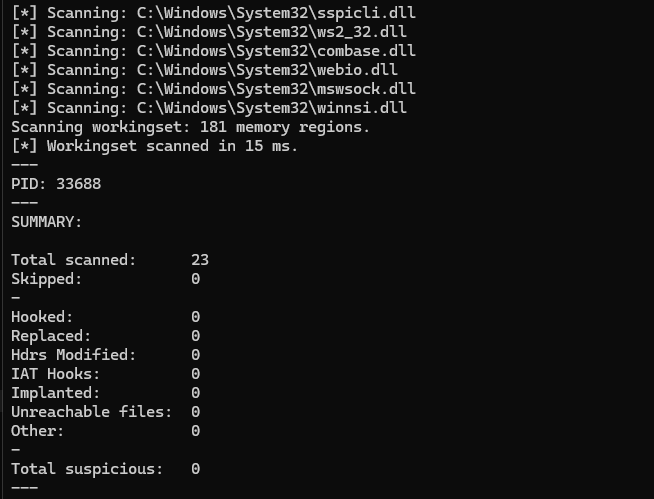 [*] Scanning: C:\Windows\System32\sspicli.dll
[*] Scanning: C:\Windows\System32\ws2_32.dll
[*] Scanning: C:\Windows\System32\combase.dll
[*] Scanning: C:\Windows\System32\webio.dll
[*] Scanning: C:\Windows\System32\mswsock.dll
[*] Scanning: C:\Windows\System32\winnsi.dll
Scanning workingset: 181 memory regions.
[*] Workingset scanned in 15 ms.
---
PID: 33688
---
SUMMARY:
Total scanned: 23
Skipped: 0
-
Hooked: 0
Replaced: 0
Hdrs Modified: 0
IAT Hooks: 0
Implanted: 0
Unreachable files: 0
Other: 0
-
Total suspicious: 0
---